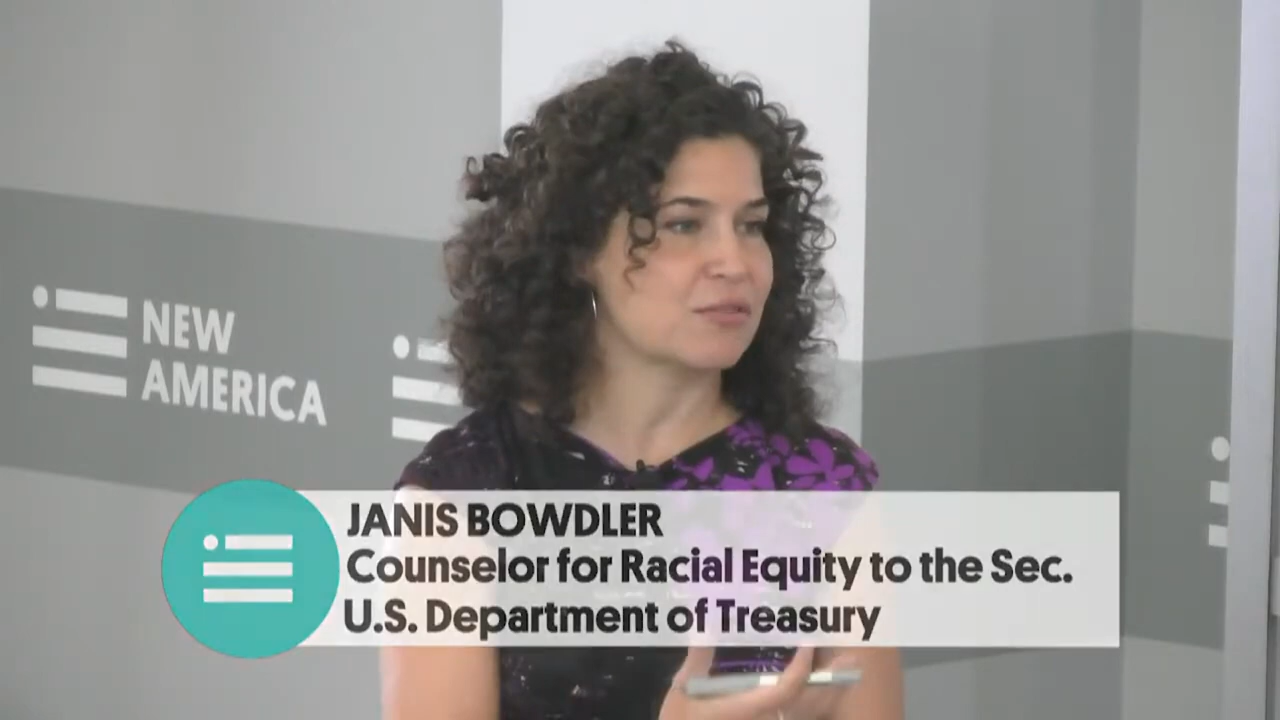 NEW
AMERICA
JANIS BOWDLER
Counselor for Racial Equity to the Sec.
U.S. Department of Treasury